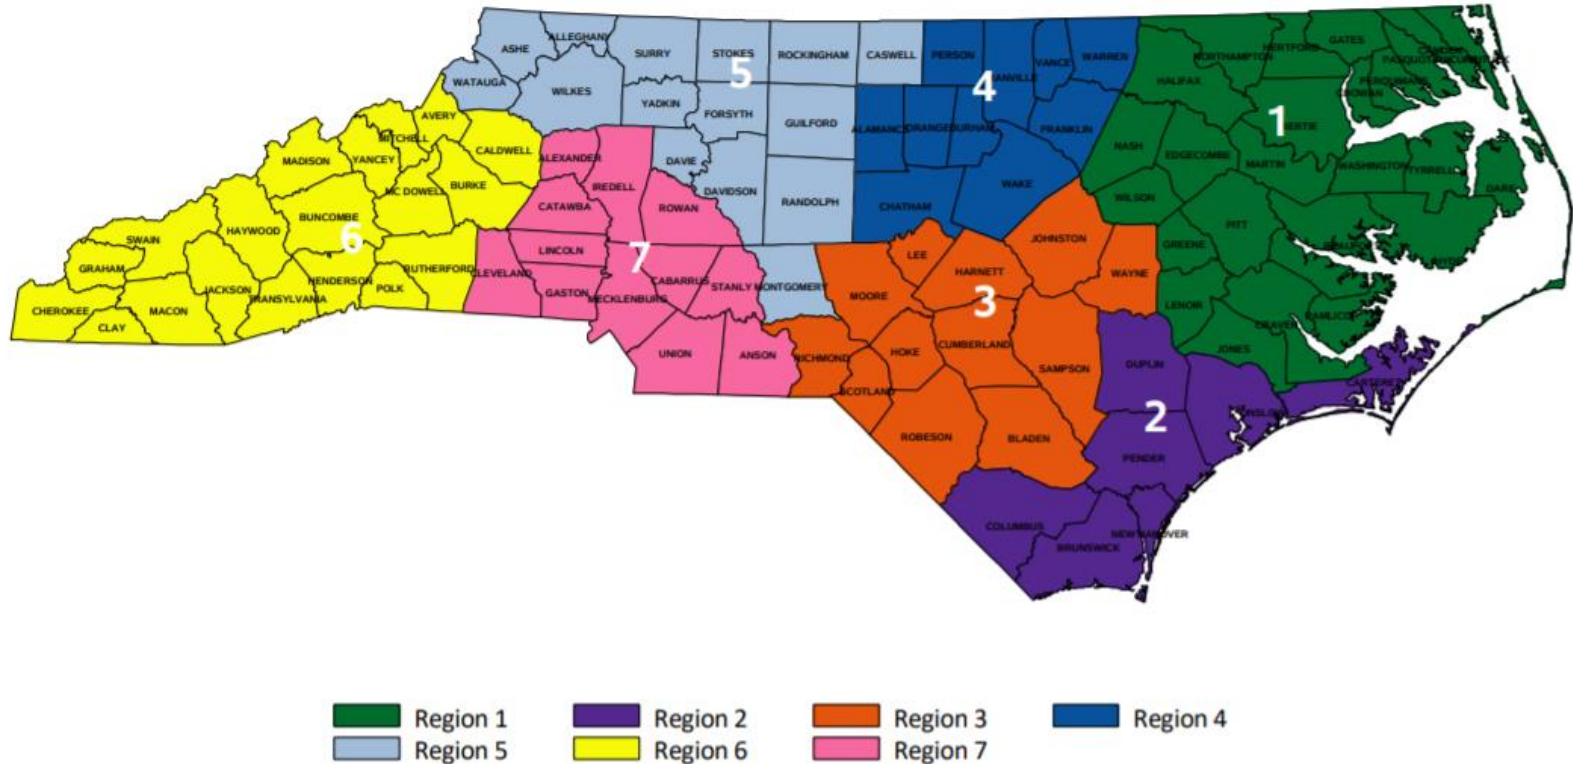 ASHE
ALLEGHANY
SURRY
STOKES
ROCKINGHAM
CASWELL
PERSON
VANCE
WARREN
NORTHAMPTON
HERTFORD
GATES
CAMDEN
5
4
1
WATAUGA
WILKES
YADKIN
FORSYTH
GUILFORD
ALAMANCE
ORANGE
DURHAM
FRANKLIN
HALIFAX
PERQUIMANS
CHOWAN
BERTIE
AVERY
MITCHELL
CALDWELL
ALEXANDER
DAVIE
NASH
EDGECOMBE
MARTIN
WASHINGTON
TYRRELL
DARE
MADISON
YANCEY
MC DOWELL
BURKE
IREDELL
DAVIDSON
RANDOLPH
CHATHAM
WAKE
WILSON
BUNCOMBE
HAYWOOD
CATAWBA
ROWAN
PITT
SWAIN
6
7
LINCOLN
LEE
JOHNSTON
GREENE
GRAHAM
JACKSON
HENDERSON
RUTHERFORD
CLEVELAND
CABARRUS
STANLY
MONTGOMERY
HARNETT
WAYNE
CHEROKEE
MACON
TRANSYLVANIA
POLK
GASTON
MECKLENBURG
MOORE
3
LENOIR
CRAVEN
PAMLICO
CLAY
UNION
ANSON
RICHMOND
HOKE
CUMBERLAND
SAMPSON
DUPLIN
JONES
SCOTLAND
CARTERET
ONSLOW
2
ROBESON
BLADEN
PENDER
COLUMBUS
BRUNSWICK
NEW HANOVER
Region 1
Region 2
Region 3
Region 4
Region 5
Region 6
Region 7